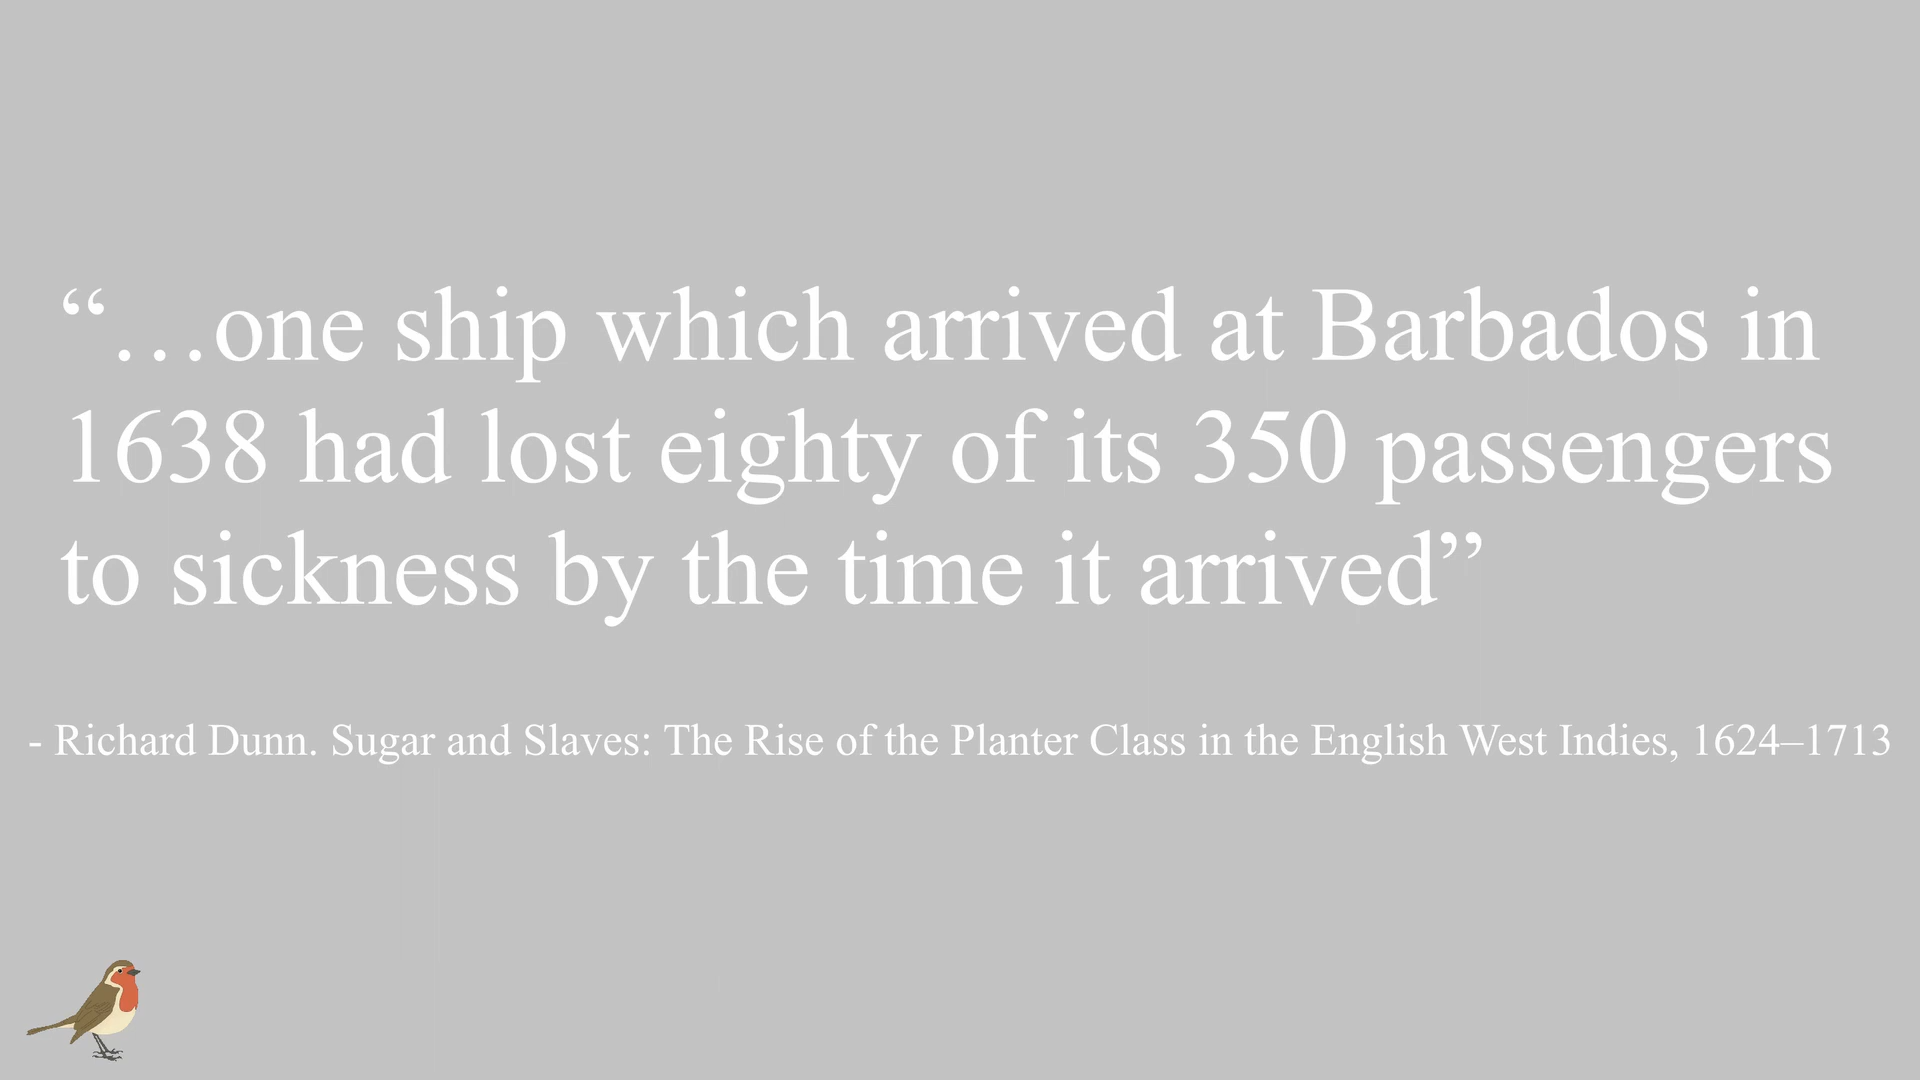 “…one ship which arrived at Barbados in
1638 had lost eighty of its 350 passengers
to sickness by the time it arrived”
- Richard Dunn. Sugar and Slaves: The Rise of the Planter Class in the English West Indies, 1624–1713